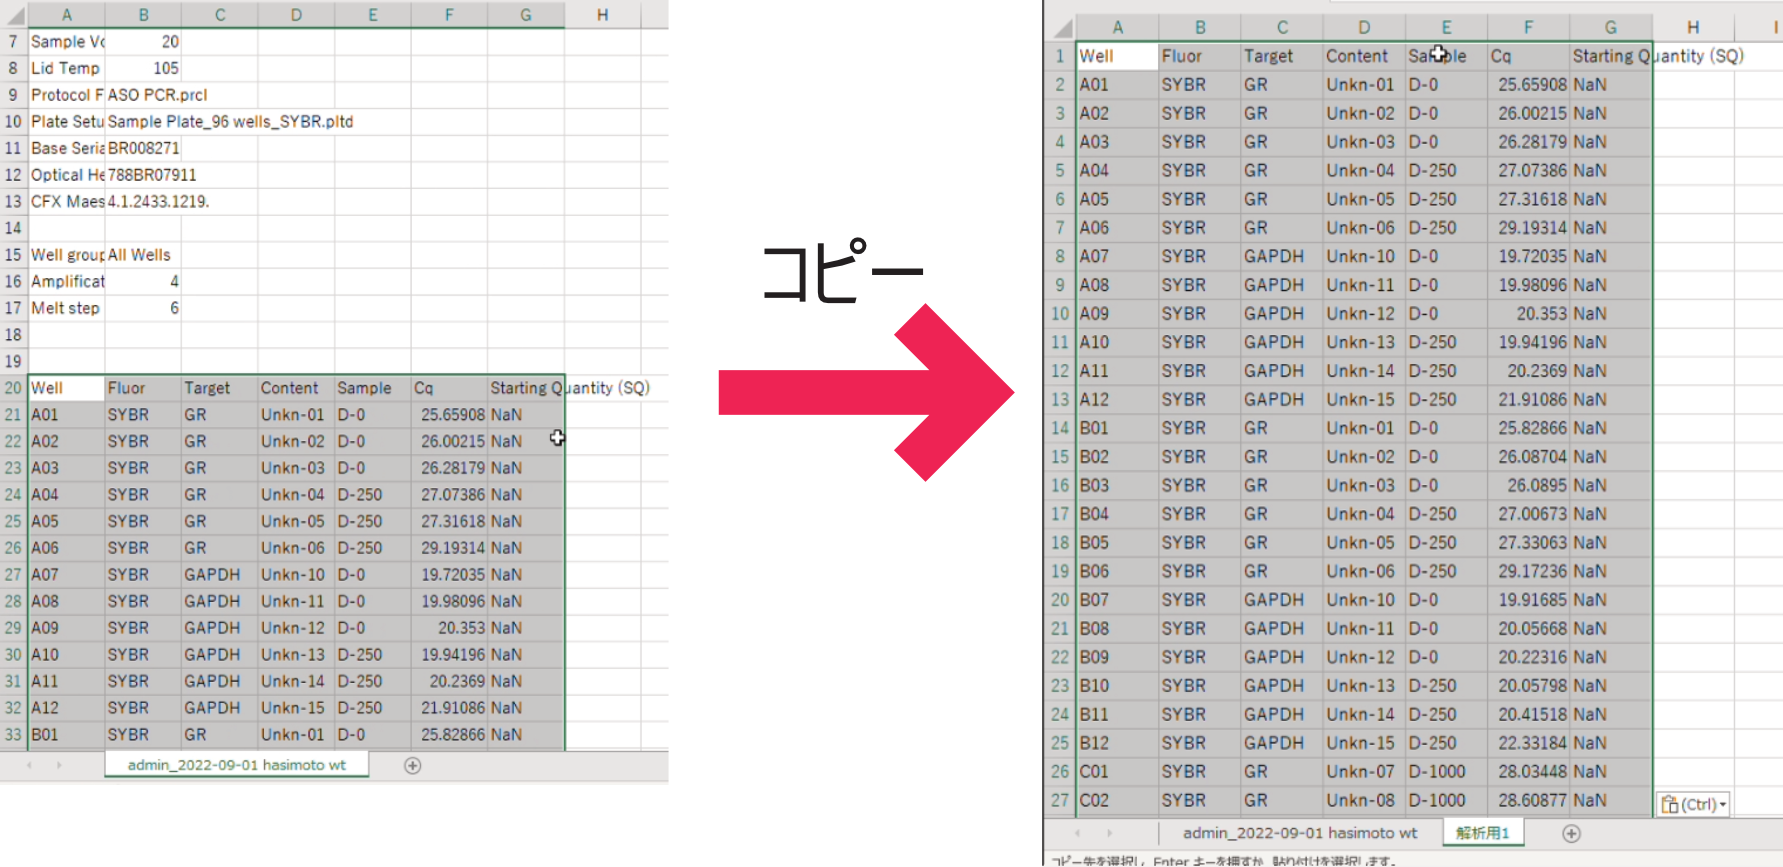 A B C D E F G H
7 Sample Vo 20
8 Lid Temp 105
9 Protocol F ASO PCR.prcl
10 Plate Setu Sample Plate_96 wells_SYBR.pltd
11 Base Seria BR008271
12 Optical He 788BR07911
13 CFX Maes 4.1.2433.1219.
14
15 Well group All Wells
16 Amplificat 4
17 Melt step 6
18
19
20 Well Fluor Target Content Sample Cq Starting Quantity (SQ)
21 A01 SYBR GR Unkn-01 D-0 25.65908 NaN
22 A02 SYBR GR Unkn-02 D-0 26.00215 NaN
23 A03 SYBR GR Unkn-03 D-0 26.28179 NaN
24 A04 SYBR GR Unkn-04 D-250 27.07386 NaN
25 A05 SYBR GR Unkn-05 D-250 27.31618 NaN
26 A06 SYBR GR Unkn-06 D-250 29.19314 NaN
27 A07 SYBR GAPDH Unkn-10 D-0 19.72035 NaN
28 A08 SYBR GAPDH Unkn-11 D-0 19.98096 NaN
29 A09 SYBR GAPDH Unkn-12 D-0 20.353 NaN
30 A10 SYBR GAPDH Unkn-13 D-250 19.94196 NaN
31 A11 SYBR GAPDH Unkn-14 D-250 20.2369 NaN
32 A12 SYBR GAPDH Unkn-15 D-250 21.91086 NaN
33 B01 SYBR GR Unkn-01 D-0 25.82866 NaN
admin_2022-09-01 hasimoto wt
コピー
A B C D E F G H I
1 Well Fluor Target Content Sample Cq Starting Quantity (SQ)
2 A01 SYBR GR Unkn-01 D-0 25.65908 NaN
3 A02 SYBR GR Unkn-02 D-0 26.00215 NaN
4 A03 SYBR GR Unkn-03 D-0 26.28179 NaN
5 A04 SYBR GR Unkn-04 D-250 27.07386 NaN
6 A05 SYBR GR Unkn-05 D-250 27.31618 NaN
7 A06 SYBR GR Unkn-06 D-250 29.19314 NaN
8 A07 SYBR GAPDH Unkn-10 D-0 19.72035 NaN
9 A08 SYBR GAPDH Unkn-11 D-0 19.98096 NaN
10 A09 SYBR GAPDH Unkn-12 D-0 20.353 NaN
11 A10 SYBR GAPDH Unkn-13 D-250 19.94196 NaN
12 A11 SYBR GAPDH Unkn-14 D-250 20.2369 NaN
13 A12 SYBR GAPDH Unkn-15 D-250 21.91086 NaN
14 B01 SYBR GR Unkn-01 D-0 25.82866 NaN
15 B02 SYBR GR Unkn-02 D-0 26.08704 NaN
16 B03 SYBR GR Unkn-03 D-0 26.0895 NaN
17 B04 SYBR GR Unkn-04 D-250 27.00673 NaN
18 B05 SYBR GR Unkn-05 D-250 27.33063 NaN
19 B06 SYBR GR Unkn-06 D-250 29.17236 NaN
20 B07 SYBR GAPDH Unkn-10 D-0 19.91685 NaN
21 B08 SYBR GAPDH Unkn-11 D-0 20.05668 NaN
22 B09 SYBR GAPDH Unkn-12 D-0 20.22316 NaN
23 B10 SYBR GAPDH Unkn-13 D-250 20.05798 NaN
24 B11 SYBR GAPDH Unkn-14 D-250 20.41518 NaN
25 B12 SYBR GAPDH Unkn-15 D-250 22.33184 NaN
26 C01 SYBR GR Unkn-07 D-1000 28.03448 NaN
27 C02 SYBR GR Unkn-08 D-1000 28.60877 NaN
(Ctrl)
admin_2022-09-01 hasimoto wt 解析用1
コピー先を選択し、Enter キーを押すか、貼り付けを選択します。